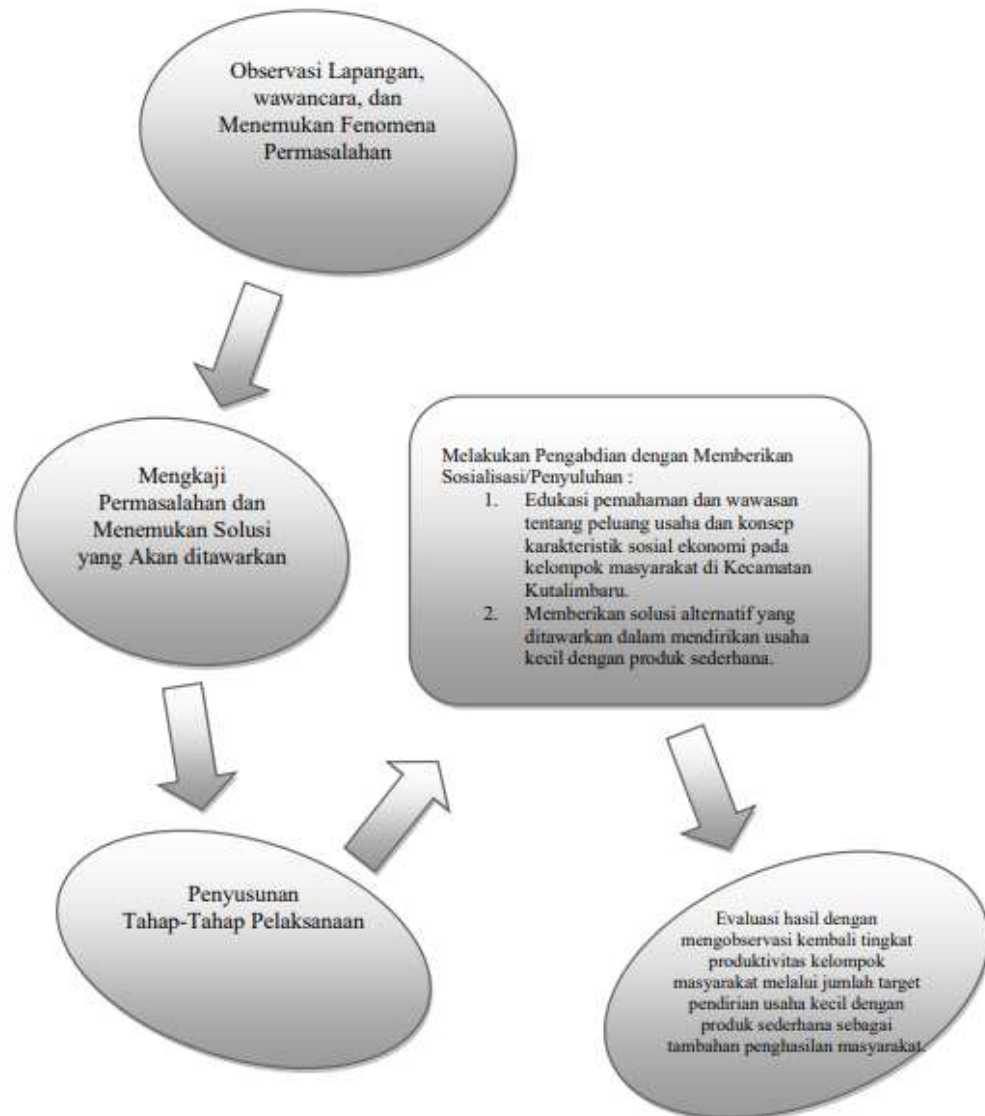 Observasi Lapangan,
wawancara, dan
Menemukan Fenomena
Permasalahan
Mengkaji
Permasalahan dan
Menemukan Solusi
yang Akan ditawarkan
Penyusunan
Tahap-Tahap Pelaksanaan
Melakukan Pengabdian dengan Memberikan
Sosialisasi/Penyuluhan :
1. Edukasi pemahaman dan wawasan
tentang peluang usaha dan konsep
karakteristik sosial ekonomi pada
kelompok masyarakat di Kecamatan
Kutalimbaru.
2. Memberikan solusi alternatif yang
ditawarkan dalam mendirikan usaha
kecil dengan produk sederhana.
Evaluasi hasil dengan
mengobservasi kembali tingkat
produktivitas kelompok
masyarakat melalui jumlah target
pendirian usaha kecil dengan
produk sederhana sebagai
tambahan penghasilan masyarakat.